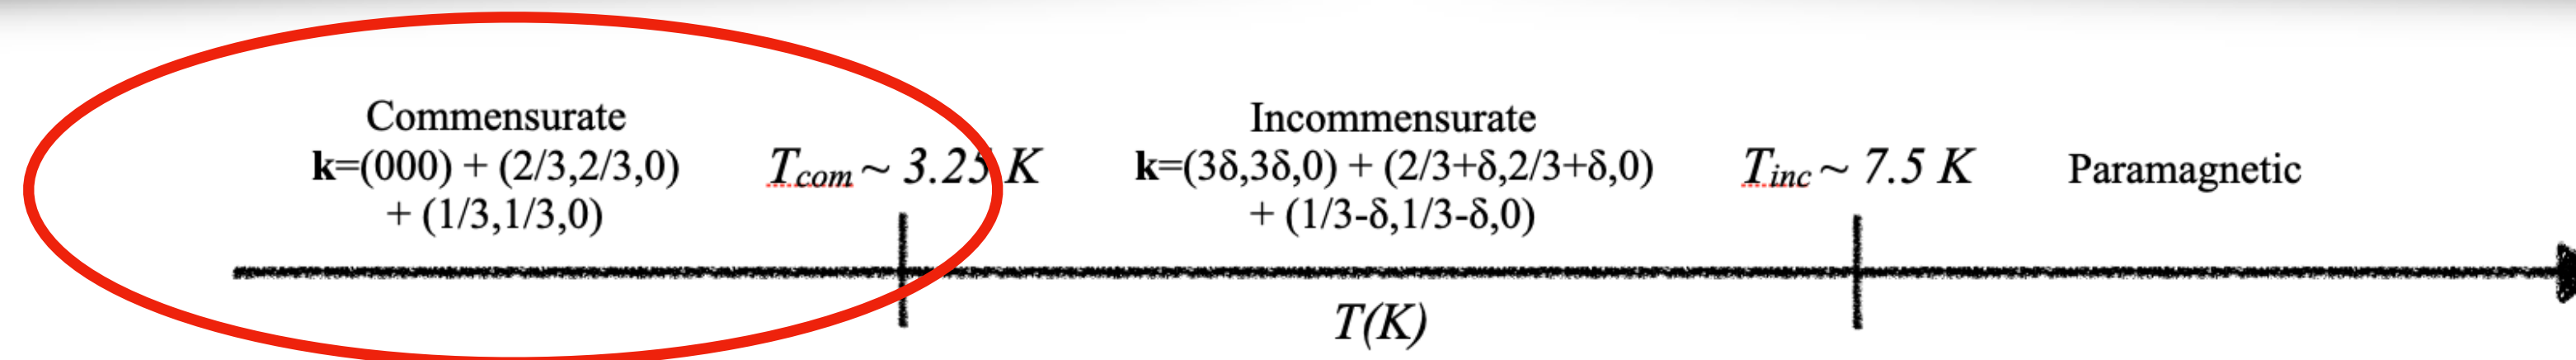 Commensurate
k=(000) + (2/3,2/3,0)
+ (1/3,1/3,0)
Tcom ~ 3.25 K
Incommensurate
k=(3δ,3δ,0) + (2/3+δ,2/3+δ,0)
+ (1/3-δ,1/3-δ,0)
Tinc ~ 7.5 K
Paramagnetic
T(K)